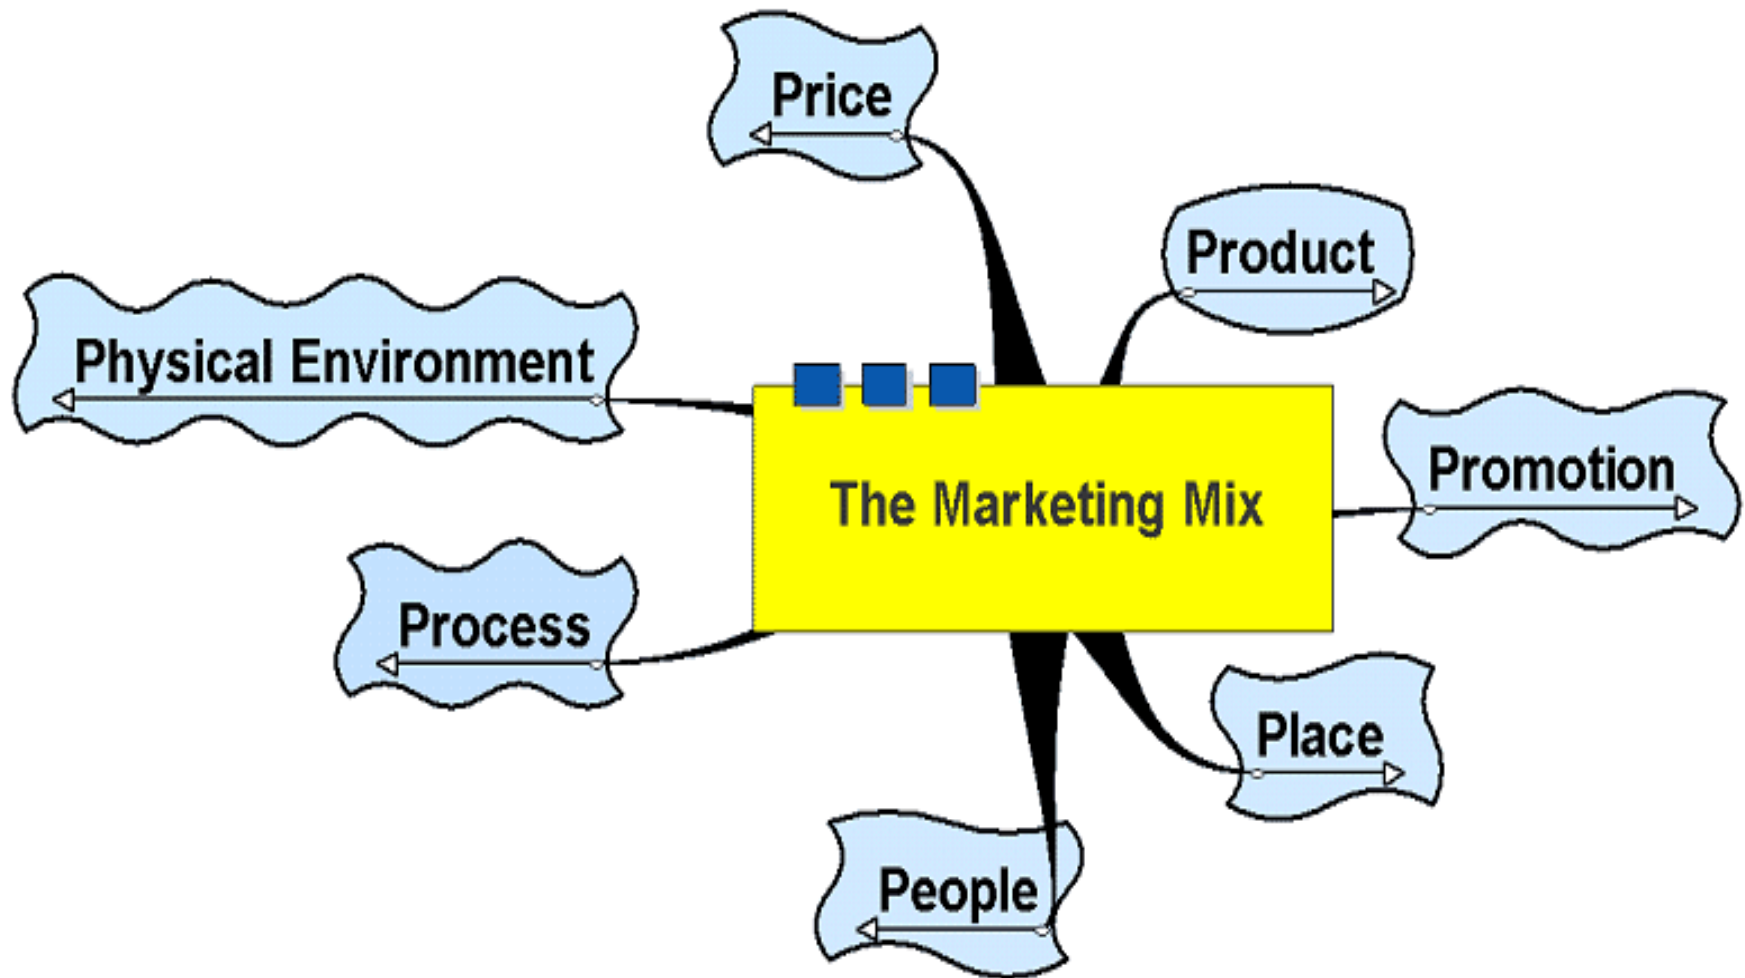 Price
Product
Physical Environment
The Marketing Mix
Promotion
Process
Place
People